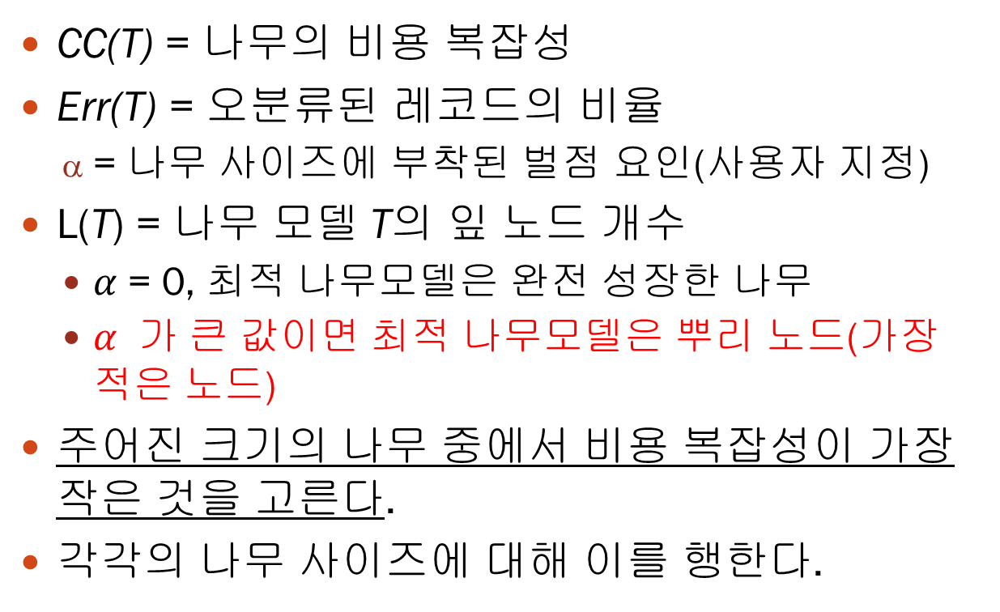 • CC(T) = 나무의 비용 복잡성
• Err(T) = 오분류된 레코드의 비율
α = 나무 사이즈에 부착된 벌점 요인(사용자 지정)
• L(T) = 나무 모델 T의 잎 노드 개수
• α = 0, 최적 나무모델은 완전 성장한 나무
• α 가 큰 값이면 최적 나무모델은 뿌리 노드(가장
적은 노드)
• 주어진 크기의 나무 중에서 비용 복잡성이 가장
작은 것을 고른다.
• 각각의 나무 사이즈에 대해 이를 행한다.